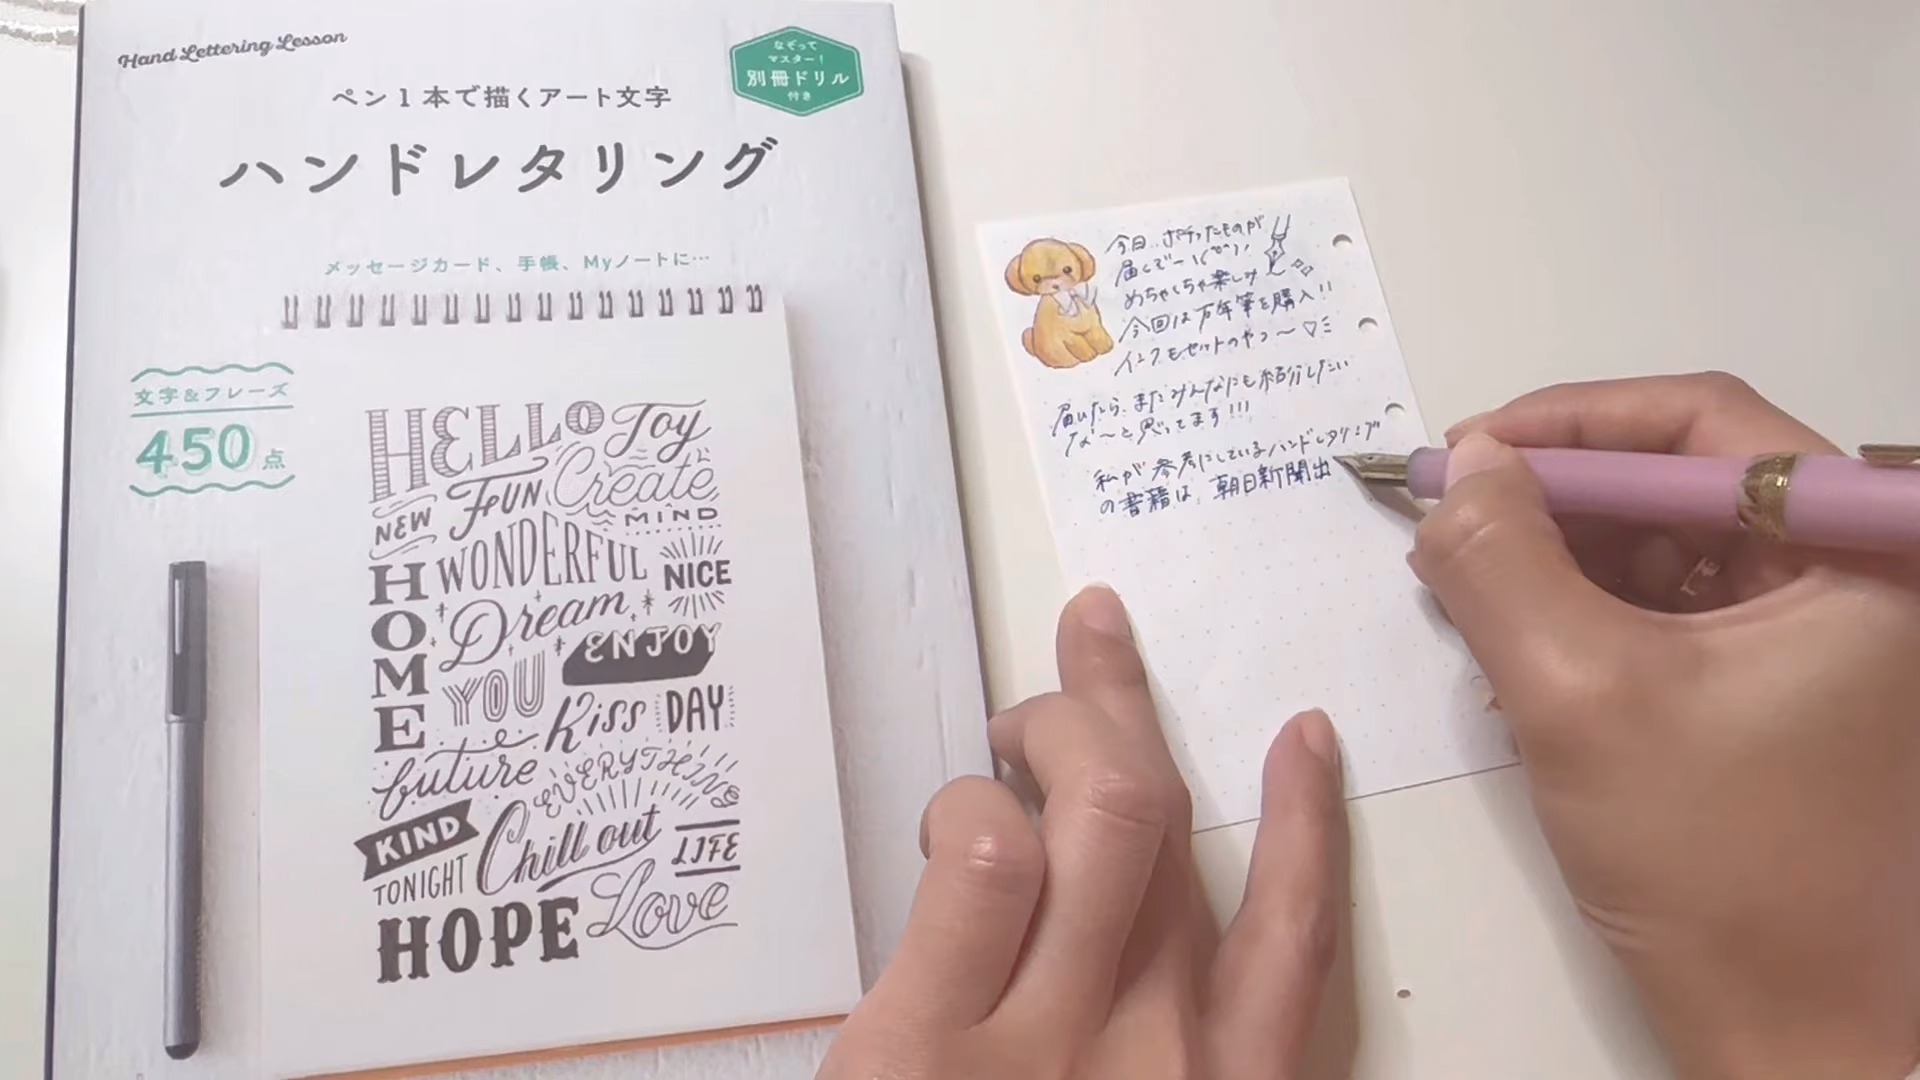 Hand Lettering Lesson
なぞって
マスター!
別冊ドリル
付き
ペン1本で描くアート文字
ハンドレタリング
メッセージカード、手帳、Myノートに…
文字&フレーズ
450点
HELLO Joy
NEW FUN Create
MIND
HOME
WONDERFUL
NICE
Dream
ENJOY
YOU
Kiss DAY
future
EVERYTHING
KIND
Chill out
LIFE
TONIGHT
HOPE Love
今日、ポチったものが
届くぞー\(^o^)/
めちゃくちゃ楽しみ
今回は万年筆を購入!!
インクもセットのやつ〜♡
届いたら、またみんなにも紹介したい
な〜と思ってます!!!
私が参考にしているハンドレタリング
の書籍は、朝日新聞出